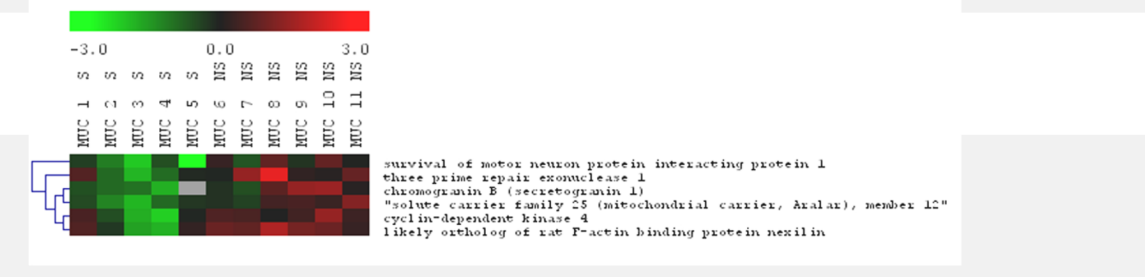 -3.0 0.0 3.0
MUC 1 S
MUC 2 S
MUC 3 S
MUC 4 S
MUC 5 S
MUC 6 NS
MUC 7 NS
MUC 8 NS
MUC 9 NS
MUC 10 NS
MUC 11 NS
survival of motor neuron protein interacting protein 1
three prime repair exonuclease 1
chromogranin B (secretogranin 1)
"solute carrier family 25 (mitochondrial carrier, Aralar), member 12"
cyclin-dependent kinase 4
likely ortholog of rat F-actin binding protein nexilin